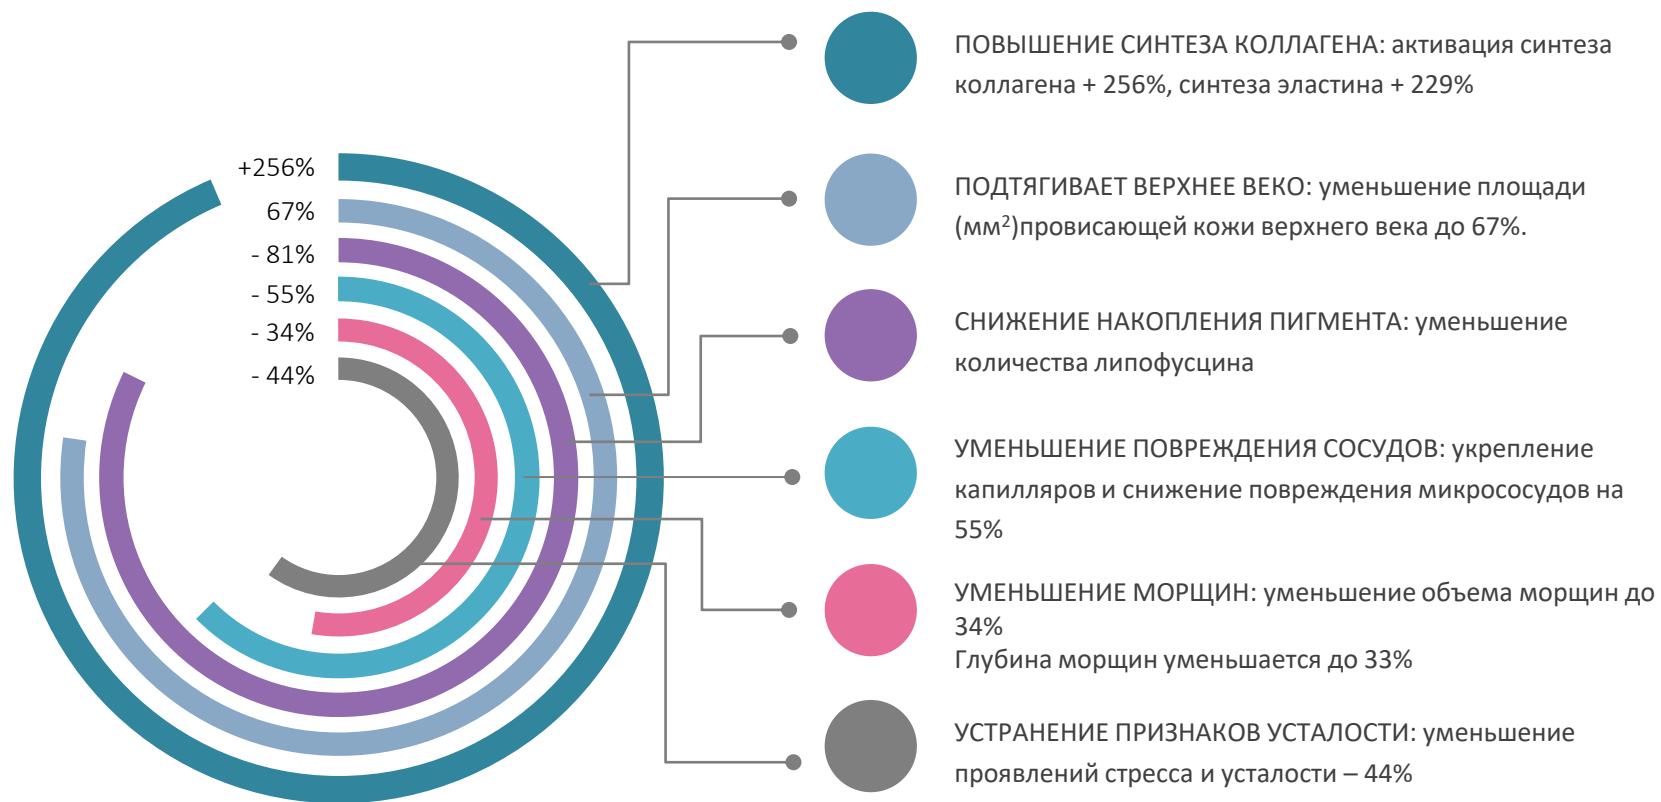 +256%
67%
- 81%
- 55%
- 34%
- 44%
ПОВЫШЕНИЕ СИНТЕЗА КОЛЛАГЕНА: активация синтеза
коллагена + 256%, синтеза эластина + 229%
ПОДТЯГИВАЕТ ВЕРХНЕЕ ВЕКО: уменьшение площади
(мм²)провисающей кожи верхнего века до 67%.
СНИЖЕНИЕ НАКОПЛЕНИЯ ПИГМЕНТА: уменьшение
количества липофусцина
УМЕНЬШЕНИЕ ПОВРЕЖДЕНИЯ СОСУДОВ: укрепление
капилляров и снижение повреждения микрососудов на
55%
УМЕНЬШЕНИЕ МОРЩИН: уменьшение объема морщин до
34%
Глубина морщин уменьшается до 33%
УСТРАНЕНИЕ ПРИЗНАКОВ УСТАЛОСТИ: уменьшение
проявлений стресса и усталости – 44%